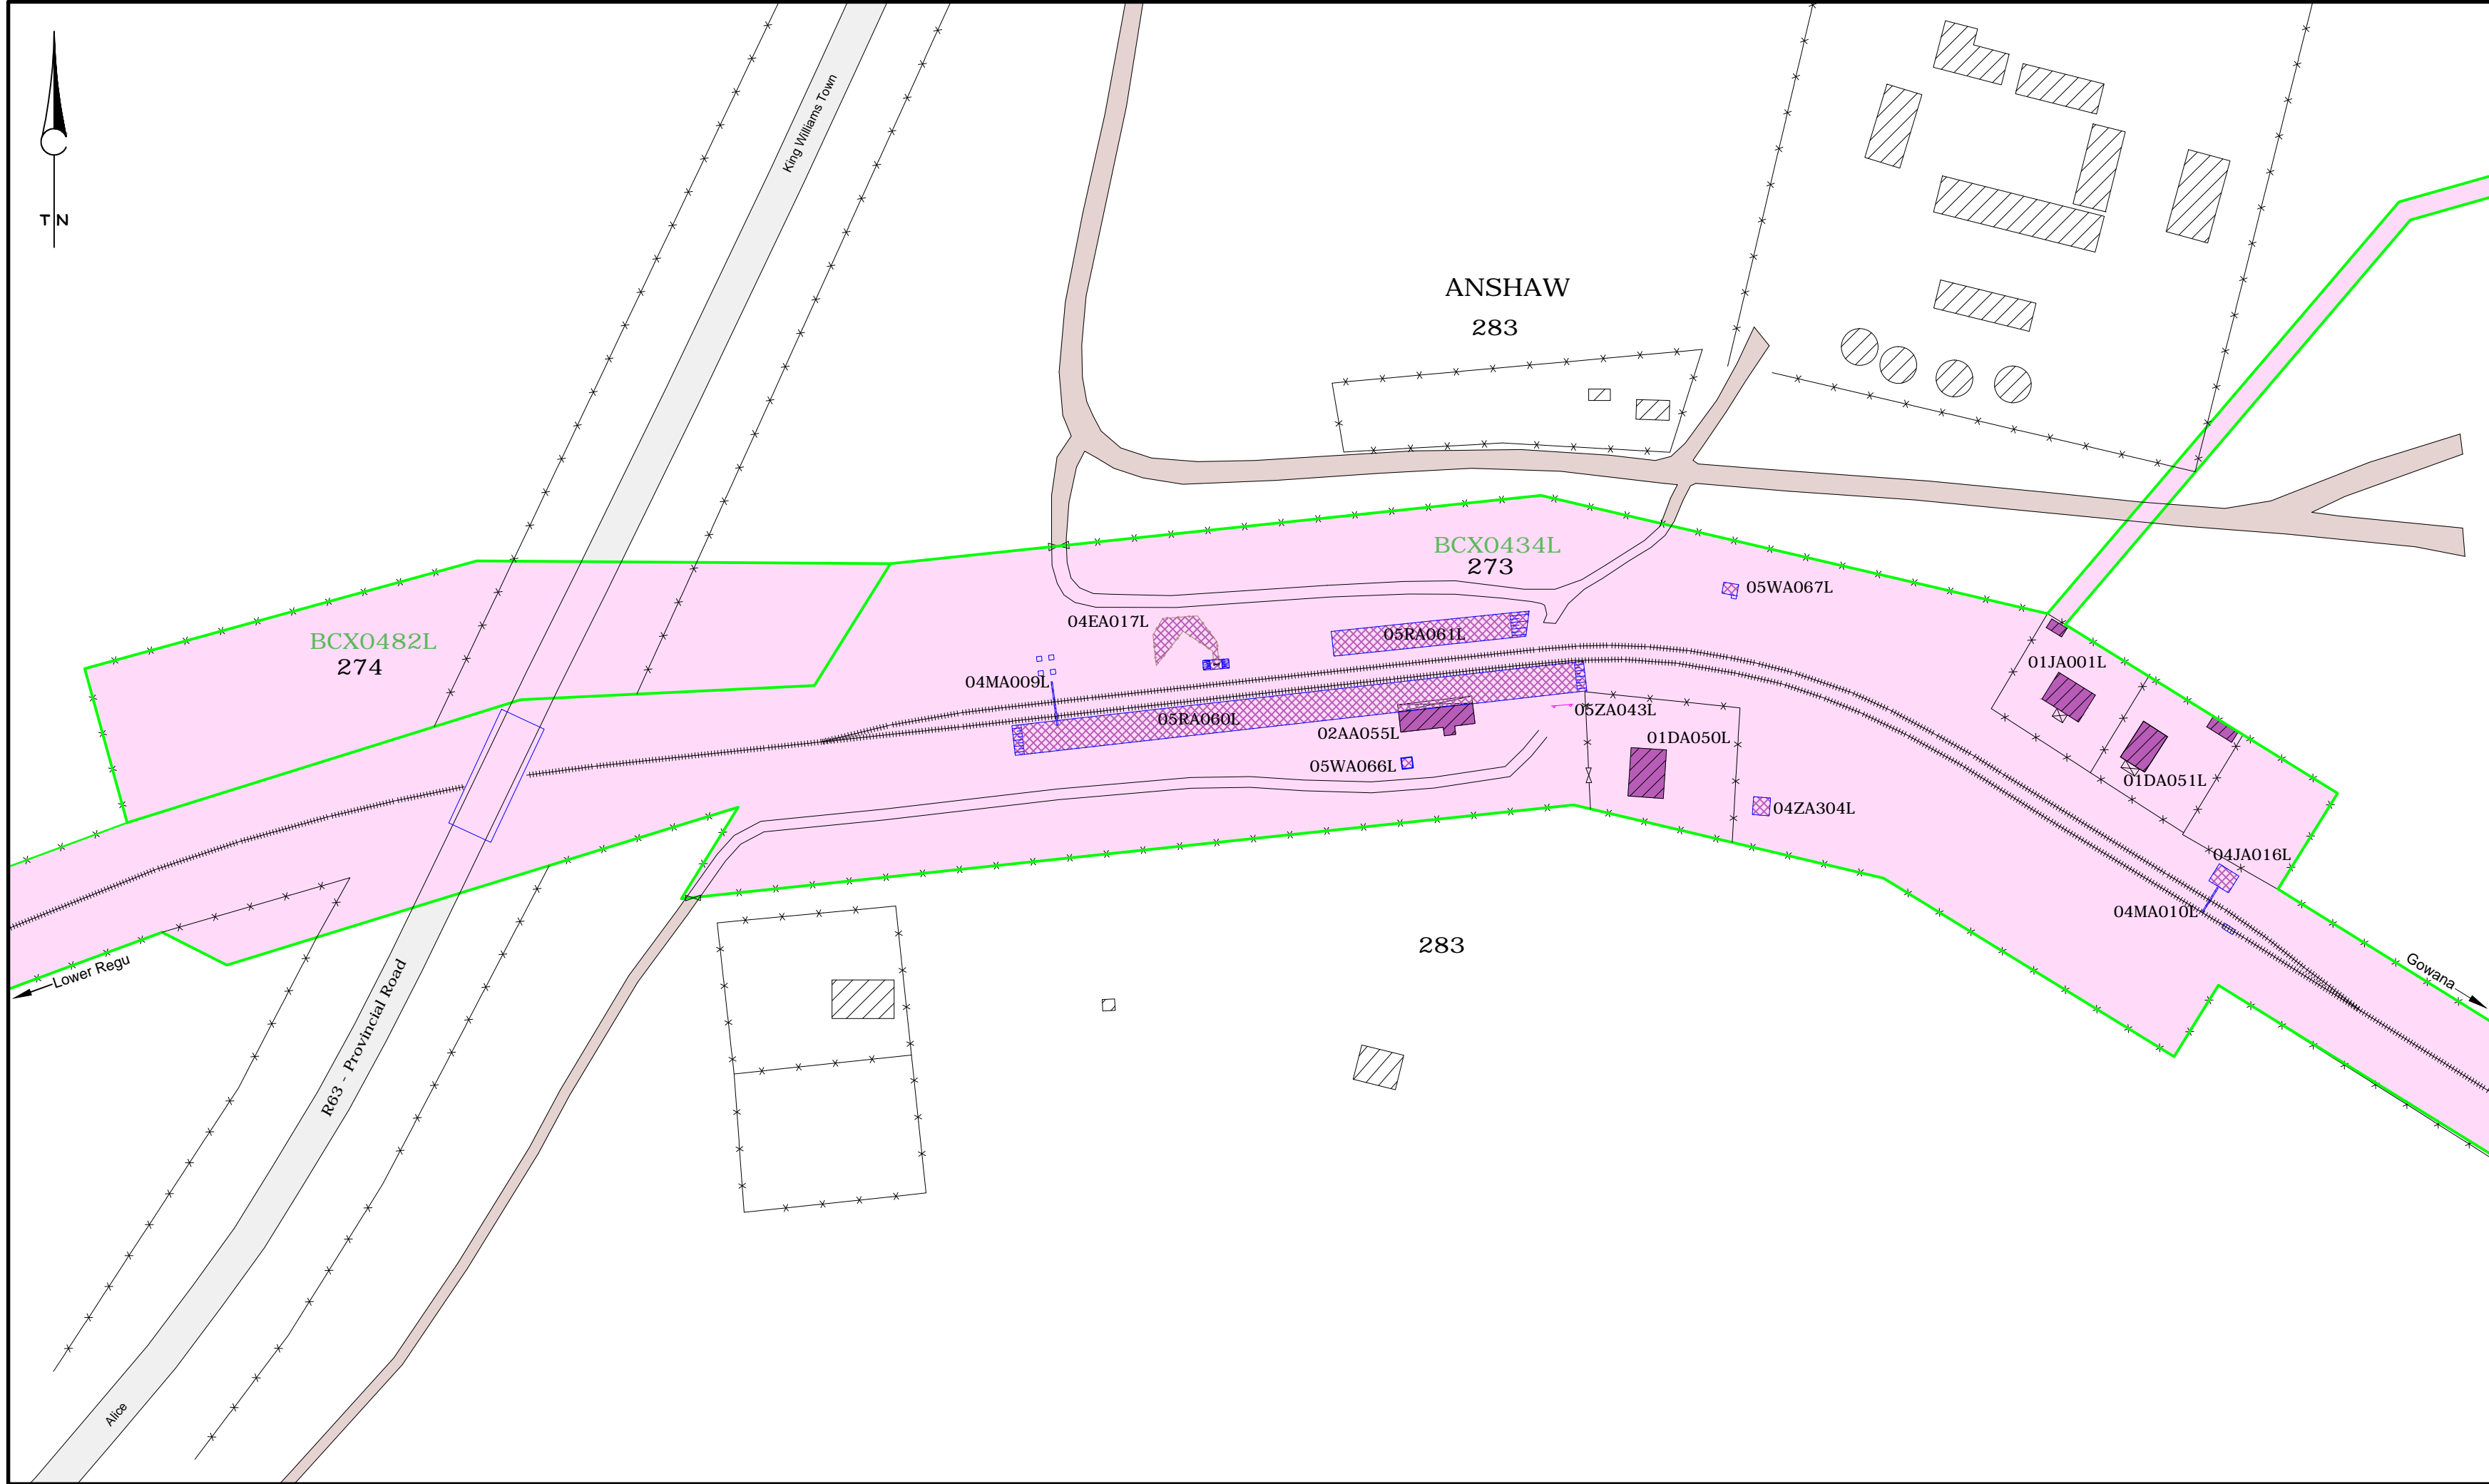 King Williams Town
T N
ANSHAW
283
BCX0434L
273
05WA067L
04EA017L
05RA061L
BCX0482L
274
01JA001L
04MA009L
05RA060L
05ZA043L
02AA055L
01DA050L
05WA066L
01DA051L
04ZA304L
04JA016L
04MA010L
283
Lower Regu
Gowana
R63 - Provincial Road
Alice